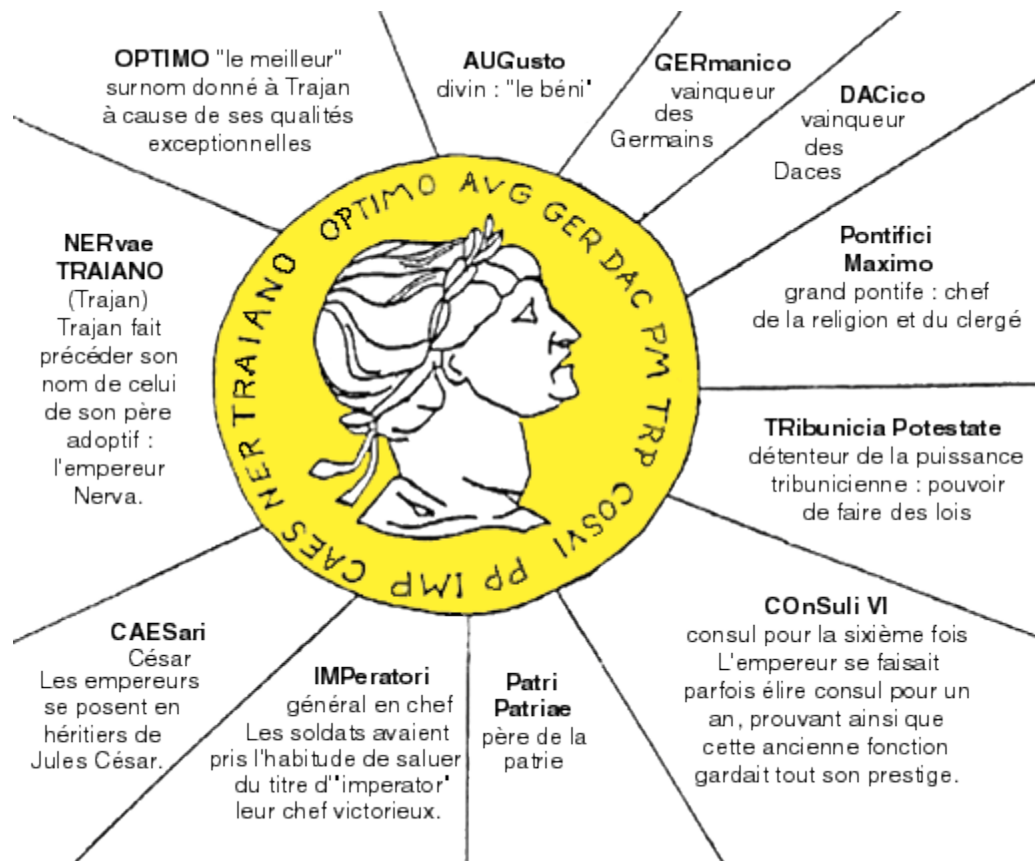 OPTIMO "le meilleur"
surnom donné à Trajan
à cause de ses qualités
exceptionnelles
AUGusto
divin : "le béni"
GERmanico
vainqueur
des
Germains
DACico
vainqueur
des
Daces
Pontifici
Maximo
grand pontife : chef
de la religion et du clergé
TRibunicia Potestate
détenteur de la puissance
tribunicienne : pouvoir
de faire des lois
COnSuli VI
consul pour la sixième fois
L'empereur se faisait
parfois élire consul pour un
an, prouvant ainsi que
cette ancienne fonction
gardait tout son prestige.
Patri
Patriae
père de la
patrie
IMPeratori
général en chef
Les soldats avaient
pris l'habitude de saluer
du titre d'"imperator"
leur chef victorieux.
CAESari
César
Les empereurs
se posent en
héritiers de
Jules César.
NERvae
TRAIANO
(Trajan)
Trajan fait
précéder son
nom de celui
de son père
adoptif :
l'empereur
Nerva.
IMP CAES NER TRAIANO OPTIMO AVG GER DAC PM TRP COSVI PP